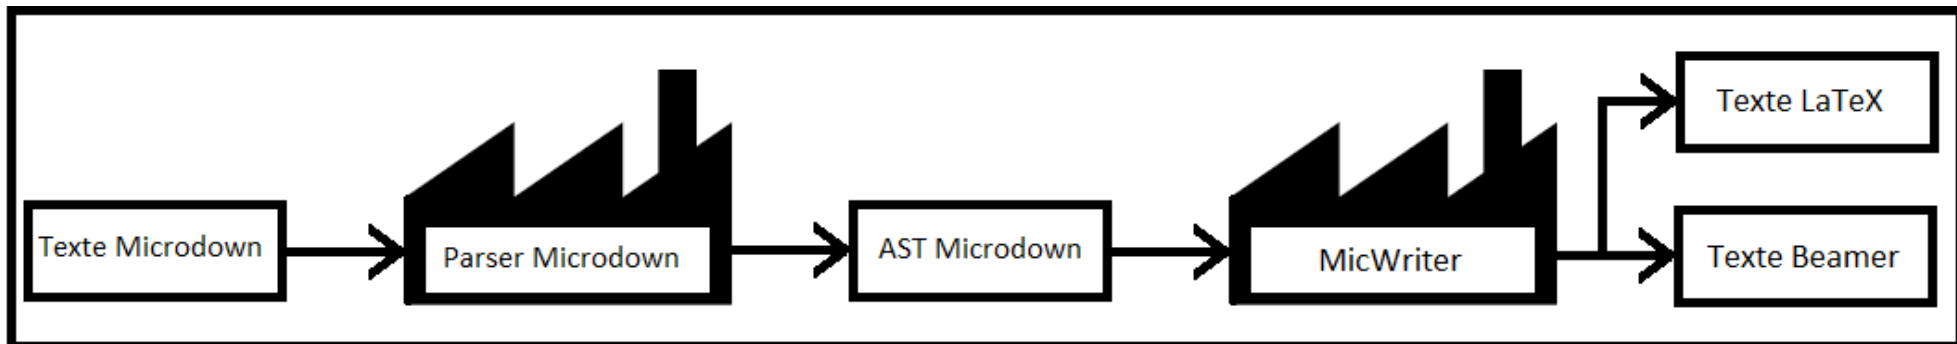 Texte Microdown
Parser Microdown
AST Microdown
MicWriter
Texte LaTeX
Texte Beamer